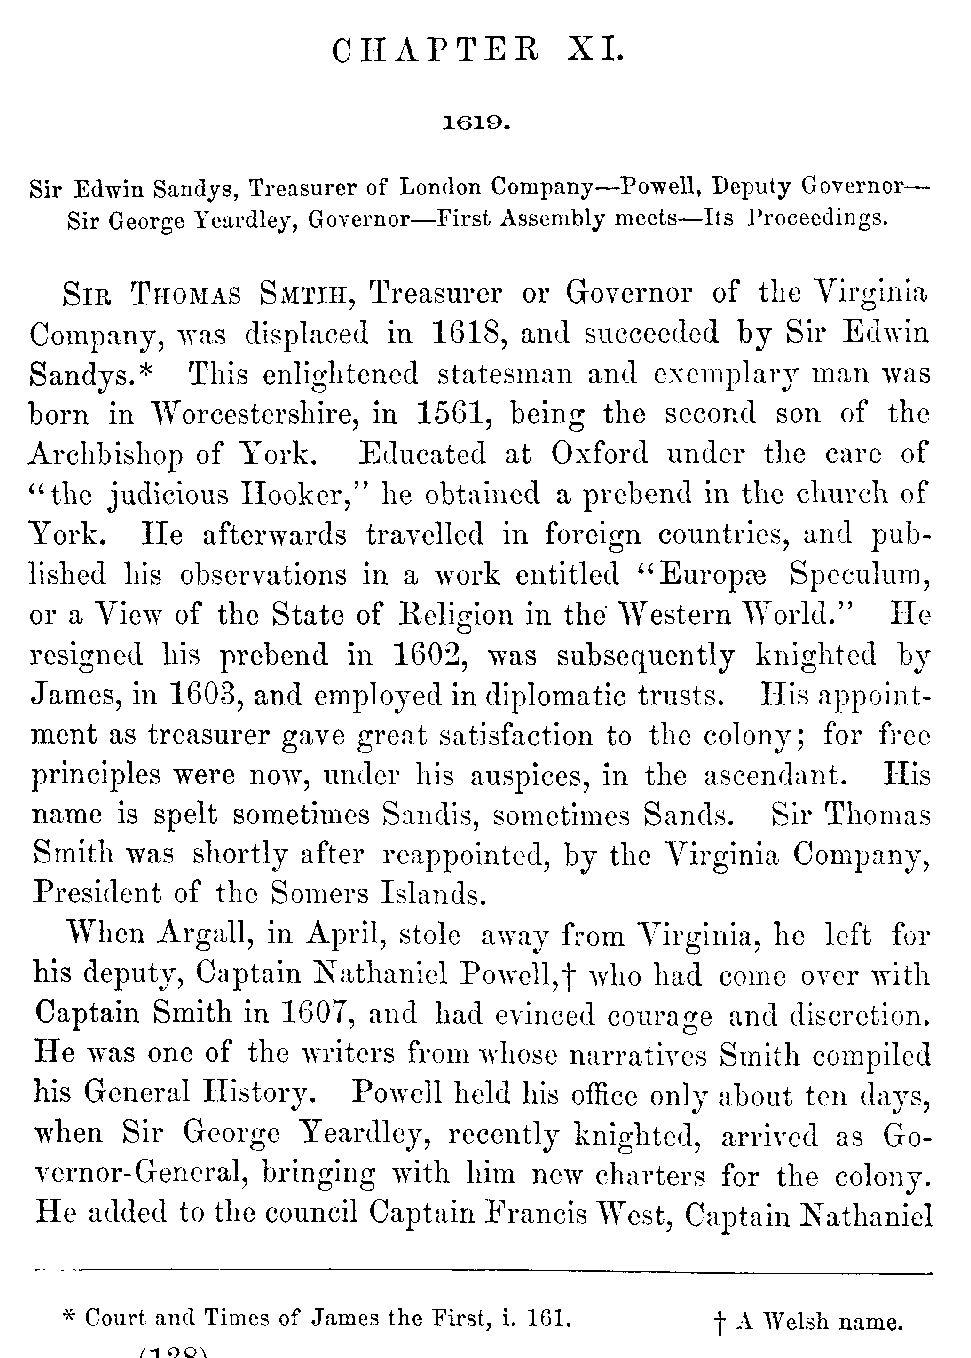 CHAPTER XI.
1619.
Sir Edwin Sandys, Treasurer of London Company—Powell, Deputy Governor—
Sir George Yeardley, Governor—First Assembly meets—Its Proceedings.
SIR THOMAS SMTIH, Treasurer or Governor of the Virginia
Company, was displaced in 1618, and succeeded by Sir Edwin
Sandys.* This enlightened statesman and exemplary man was
born in Worcestershire, in 1561, being the second son of the
Archbishop of York. Educated at Oxford under the care of
“the judicious Hooker,” he obtained a prebend in the church of
York. He afterwards travelled in foreign countries, and pub-
lished his observations in a work entitled “Europæ Speculum,
or a View of the State of Religion in the Western World.” He
resigned his prebend in 1602, was subsequently knighted by
James, in 1603, and employed in diplomatic trusts. His appoint-
ment as treasurer gave great satisfaction to the colony; for free
principles were now, under his auspices, in the ascendant. His
name is spelt sometimes Sandis, sometimes Sands. Sir Thomas
Smith was shortly after reappointed, by the Virginia Company,
President of the Somers Islands.
When Argall, in April, stole away from Virginia, he left for
his deputy, Captain Nathaniel Powell,† who had come over with
Captain Smith in 1607, and had evinced courage and discretion.
He was one of the writers from whose narratives Smith compiled
his General History. Powell held his office only about ten days,
when Sir George Yeardley, recently knighted, arrived as Go-
vernor-General, bringing with him new charters for the colony.
He added to the council Captain Francis West, Captain Nathaniel
* Court and Times of James the First, i. 161. † A Welsh name.
(138)